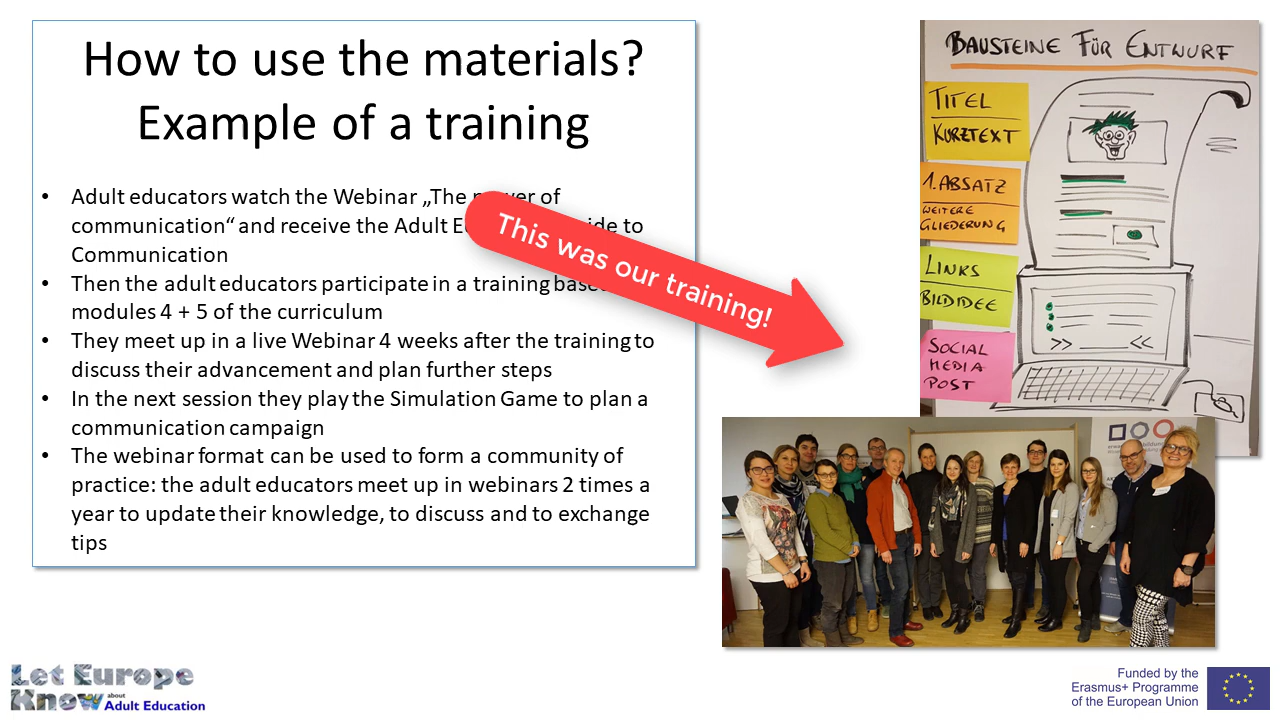 How to use the materials?
Example of a training
• Adult educators watch the Webinar „The power of
communication“ and receive the Adult Guide to
Communication
• Then the adult educators participate in a training based
modules 4 + 5 of the curriculum
• They meet up in a live Webinar 4 weeks after the training to
discuss their advancement and plan further steps
• In the next session they play the Simulation Game to plan a
communication campaign
• The webinar format can be used to form a community of
practice: the adult educators meet up in webinars 2 times a
year to update their knowledge, to discuss and to exchange
tips
This was our training!
BAUSTEINE FÜR ENTWURF
TITEL
KURZTEXT
1. ABSATZ
WEITERE
GLIEDERUNG
LINKS
BILDIDEE
SOCIAL
MEDIA
POST
Let Europe
Know about
Adult Education
Funded by the
Erasmus+ Programme
of the European Union